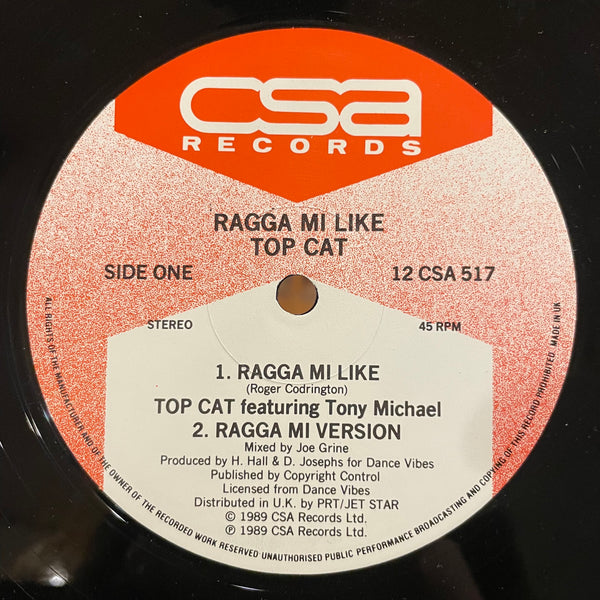 csa
RECORDS
RAGGA MI LIKE
TOP CAT
SIDE ONE
12 CSA 517
STEREO
45 RPM
1. RAGGA MI LIKE
(Roger Codrington)
TOP CAT featuring Tony Michael
2. RAGGA MI VERSION
Mixed by Joe Grine
Produced by H. Hall & D. Josephs for Dance Vibes
Published by Copyright Control
Licensed from Dance Vibes
Distributed in U.K. by PRT/JET STAR
© 1989 CSA Records Ltd.
℗ 1989 CSA Records Ltd.
ALL RIGHTS OF THE MANUFACTURER AND OF THE OWNER OF THE RECORDED WORK RESERVED UNAUTHORISED PUBLIC PERFORMANCE BROADCASTING AND COPYING OF THIS RECORD PROHIBITED. MADE IN UK